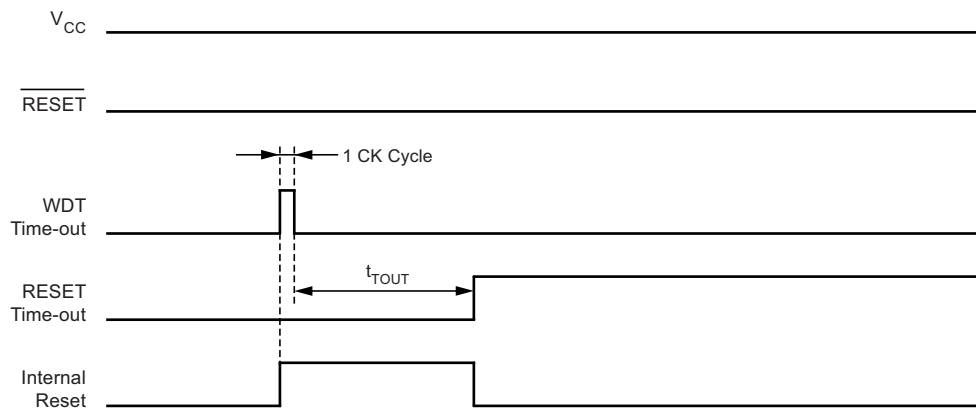 VCC
RESET
1 CK Cycle
WDT
Time-out
tTOUT
RESET
Time-out
Internal
Reset